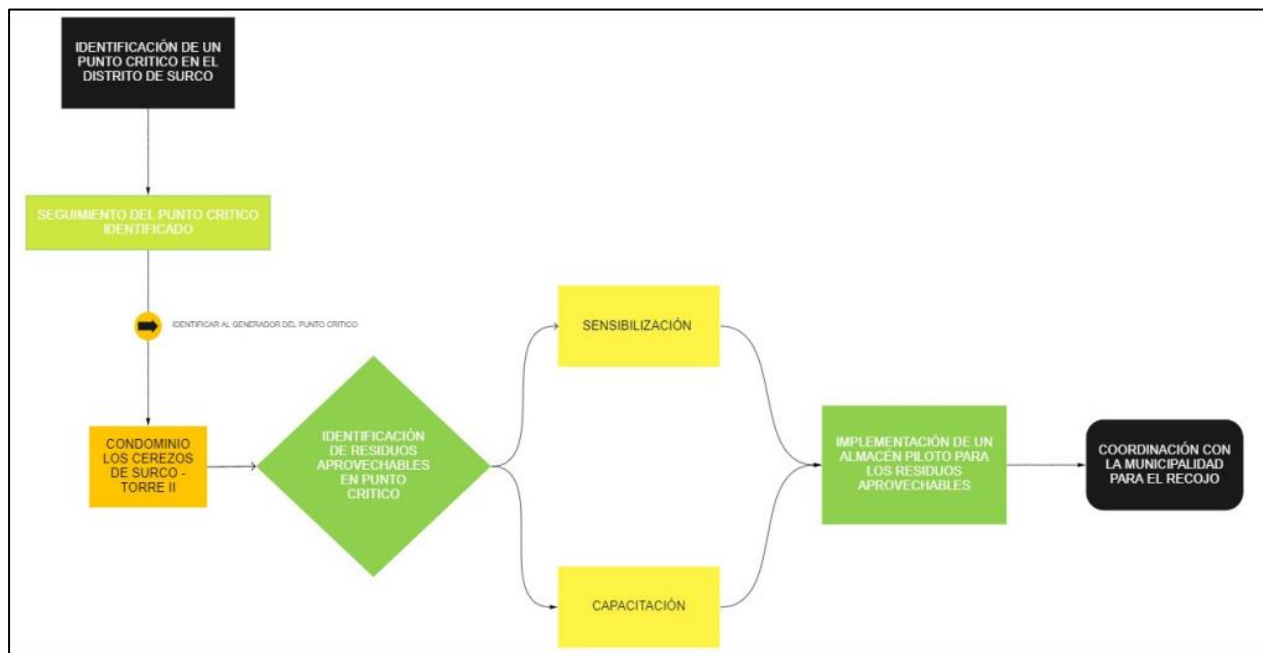 IDENTIFICACIÓN DE UN
PUNTO CRITICO EN EL
DISTRITO DE SURCO
SEGUIMIENTO DEL PUNTO CRITICO
IDENTIFICADO
IDENTIFICAR AL GENERADOR DEL PUNTO CRITICO
CONDOMINIO
LOS CEREZOS
DE SURCO -
TORRE II
IDENTIFICACIÓN
DE RESIDUOS
APROVECHABLES
EN PUNTO
CRITICO
SENSIBILIZACIÓN
CAPACITACIÓN
IMPLEMENTACIÓN DE UN
ALMACÉN PILOTO PARA
LOS RESIDUOS
APROVECHABLES
COORDINACIÓN CON
LA MUNICIPALIDAD
PARA EL RECOJO